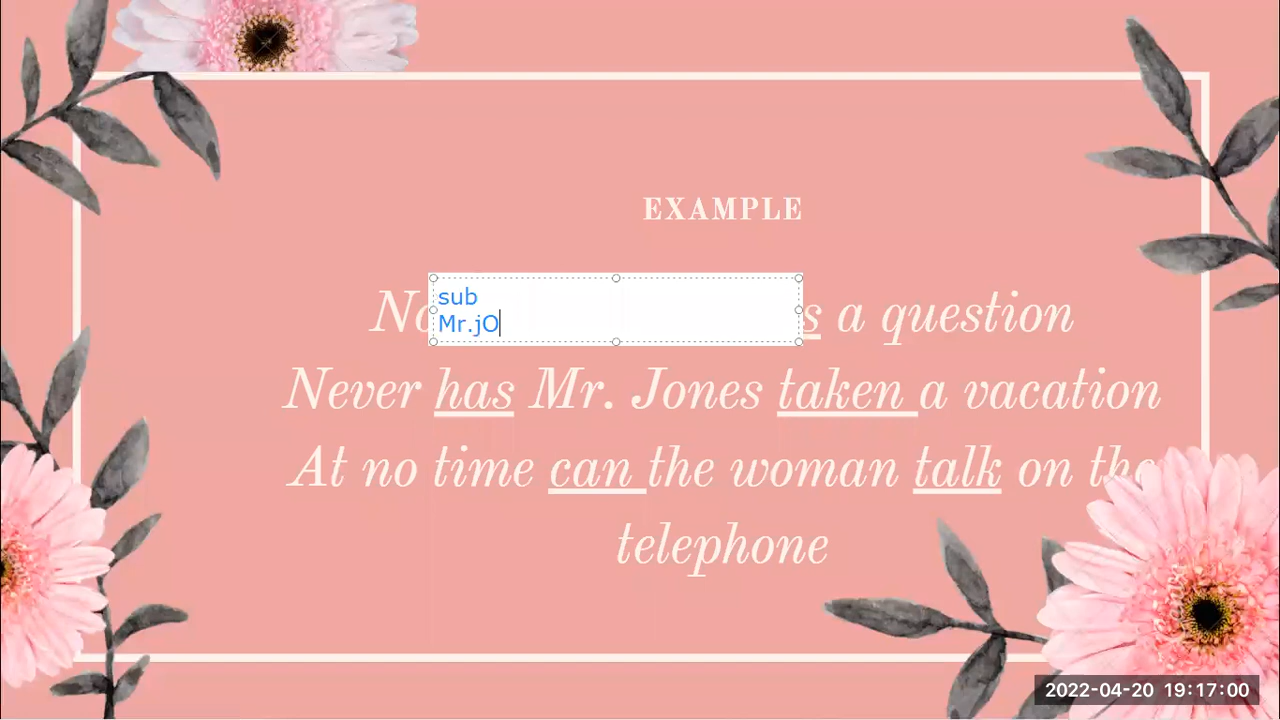 EXAMPLE
sub
Mr.jO
a question
Never has Mr. Jones taken a vacation
At no time can the woman talk on the
telephone
2022-04-20 19:17:00